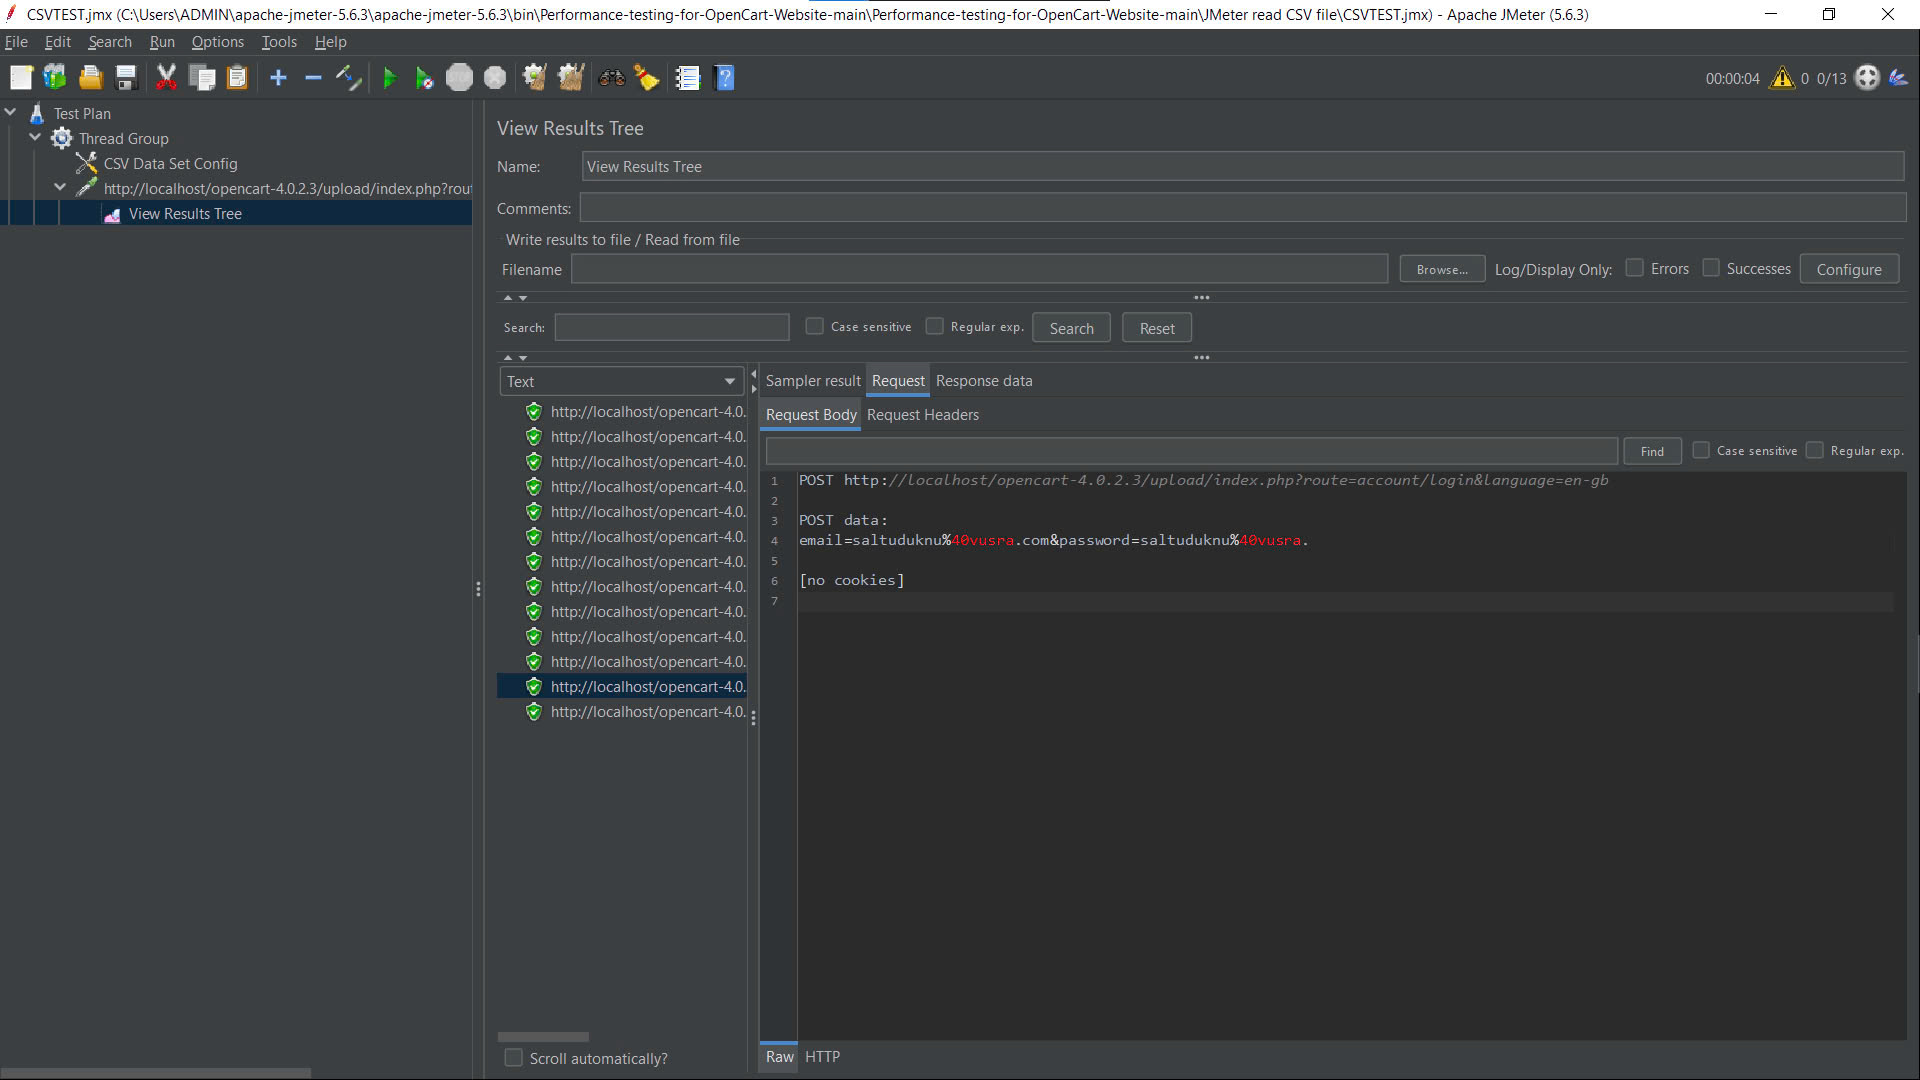 CSVTEST.jmx (C:\Users\ADMIN\apache-jmeter-5.6.3\apache-jmeter-5.6.3\bin\Performance-testing-for-OpenCart-Website-main\Performance-testing-for-OpenCart-Website-main\JMeter read CSV file\CSVTEST.jmx) - Apache JMeter (5.6.3)
File Edit Search Run Options Tools Help
STOP ? 00:00:04 0 0/13
Test Plan
Thread Group
CSV Data Set Config
http://localhost/opencart-4.0.2.3/upload/index.php?rout
View Results Tree
View Results Tree
Name: View Results Tree
Comments:
Write results to file / Read from file
Filename Browse... Log/Display Only: Errors Successes Configure
Search: Case sensitive Regular exp. Search Reset
Text
http://localhost/opencart-4.0.
http://localhost/opencart-4.0.
http://localhost/opencart-4.0.
http://localhost/opencart-4.0.
http://localhost/opencart-4.0.
http://localhost/opencart-4.0.
http://localhost/opencart-4.0.
http://localhost/opencart-4.0.
http://localhost/opencart-4.0.
http://localhost/opencart-4.0.
http://localhost/opencart-4.0.
http://localhost/opencart-4.0.
http://localhost/opencart-4.0.
Scroll automatically?
Sampler result Request Response data
Request Body Request Headers
Find Case sensitive Regular exp.
1 POST http://localhost/opencart-4.0.2.3/upload/index.php?route=account/login&language=en-gb
2
3 POST data:
4 email=saltuduknu%40vusra.com&password=saltuduknu%40vusra.
5
6 [no cookies]
7
Raw HTTP